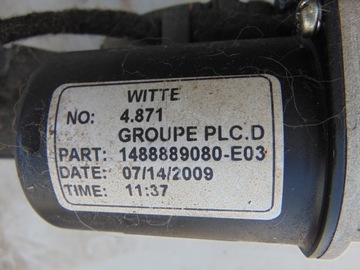 WITTE
NO: 4.871
GROUPE PLC.D
PART: 1488889080-E03
DATE: 07/14/2009
TIME: 11:37